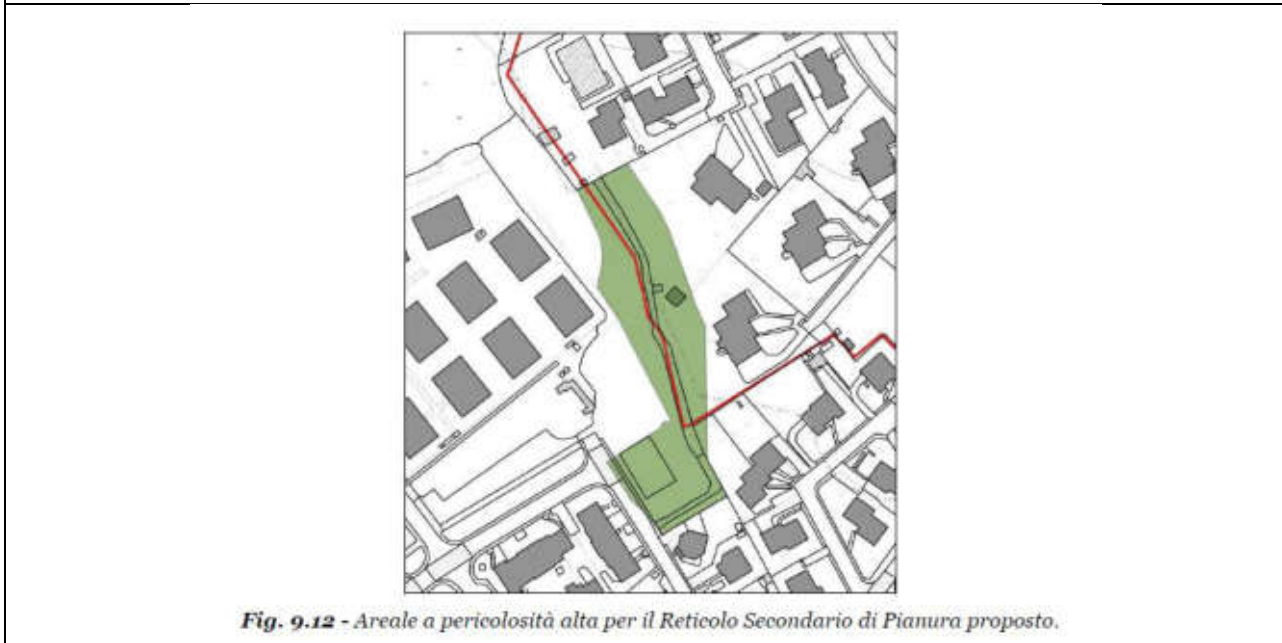 Fig. 9.12 - Areale a pericolosità alta per il Reticolo Secondario di Pianura proposto.